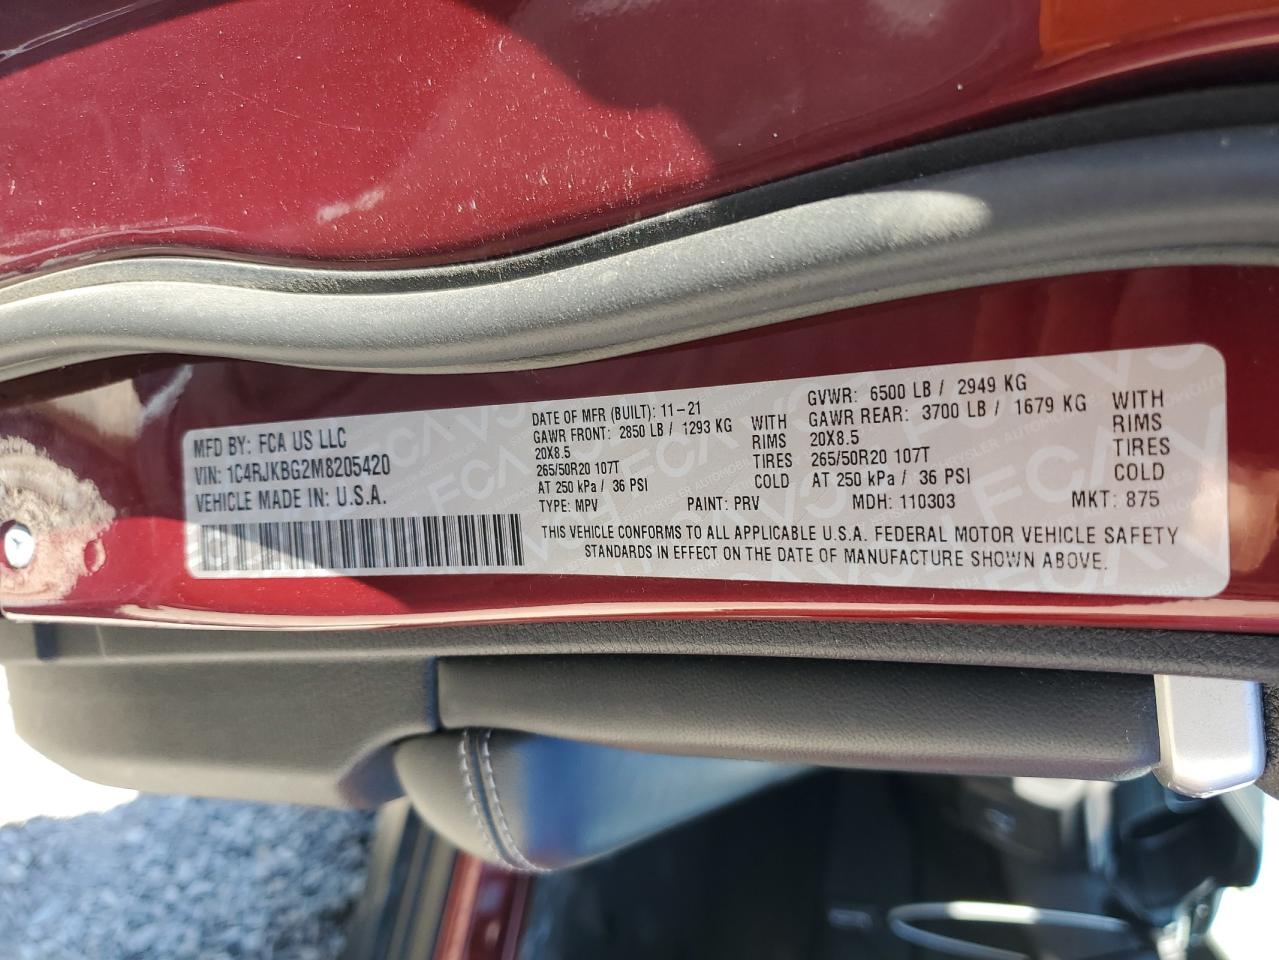 MFD BY: FCA US LLC
VIN: 1C4RJKBG2M8205420
VEHICLE MADE IN: U.S.A.
DATE OF MFR (BUILT): 11-21
GAWR FRONT: 2850 LB / 1293 KG WITH
20X8.5 RIMS
265/50R20 107T TIRES
AT 250 kPa / 36 PSI COLD
GVWR: 6500 LB / 2949 KG
GAWR REAR: 3700 LB / 1679 KG WITH
20X8.5 RIMS
265/50R20 107T TIRES
AT 250 kPa / 36 PSI COLD
TYPE: MPV PAINT: PRV MDH: 110303 MKT: 875
THIS VEHICLE CONFORMS TO ALL APPLICABLE U.S.A. FEDERAL MOTOR VEHICLE SAFETY
STANDARDS IN EFFECT ON THE DATE OF MANUFACTURE SHOWN ABOVE.